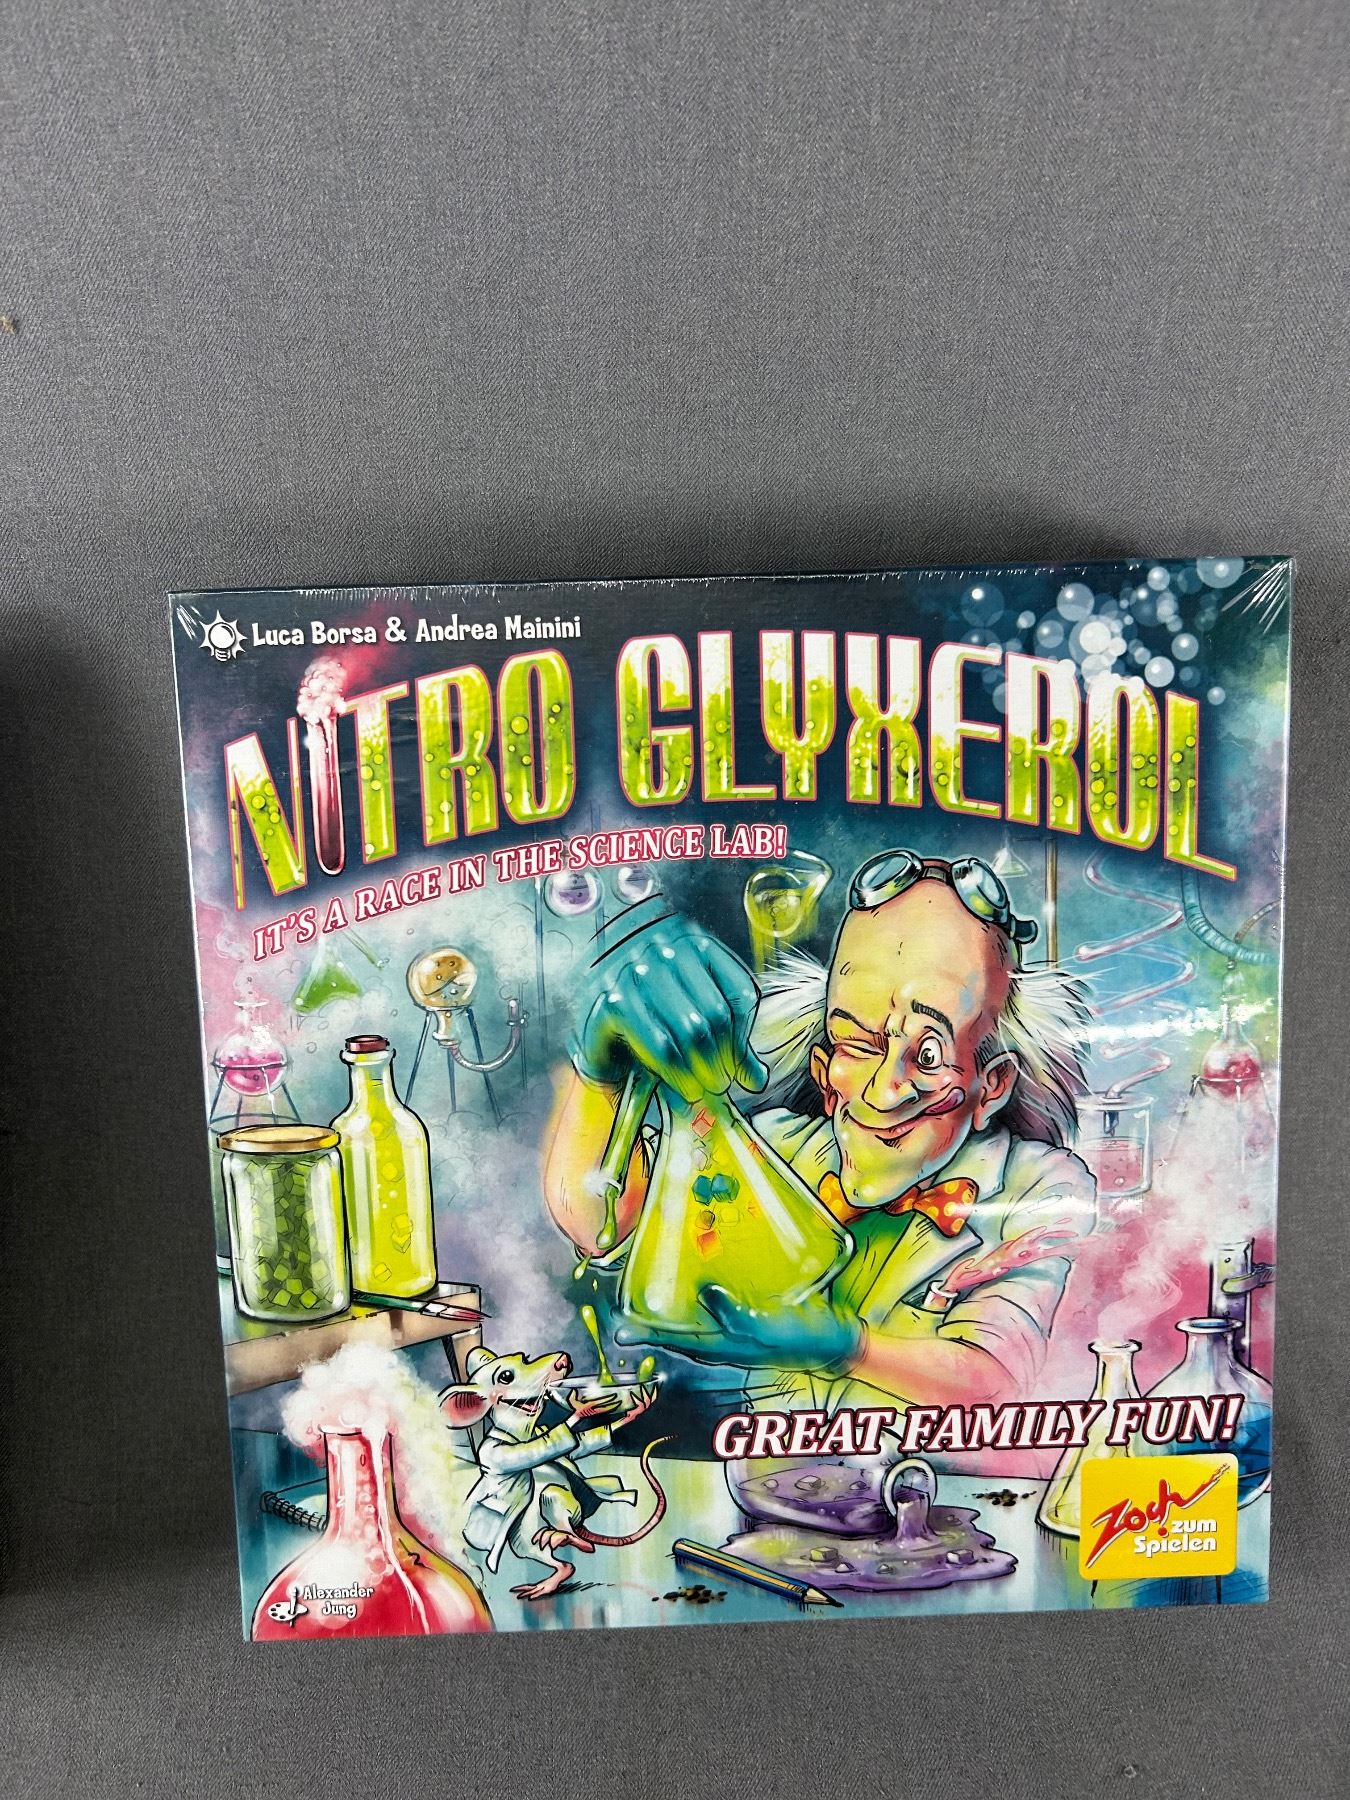 Luca Borsa & Andrea Mainini
NITRO GLYXEROL
IT'S A RACE IN THE SCIENCE LAB!
GREAT FAMILY FUN!
Zoch
zum
Spielen
Alexander
Jung